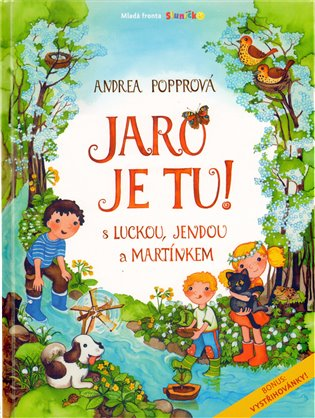 Mladá fronta Sluníčko
ANDREA POPPROVÁ
JARO
JE TU!
s LUCKOU, JENDOU
a MARTÍNKEM
BONUS:
VYSTŘIHOVÁNKY!